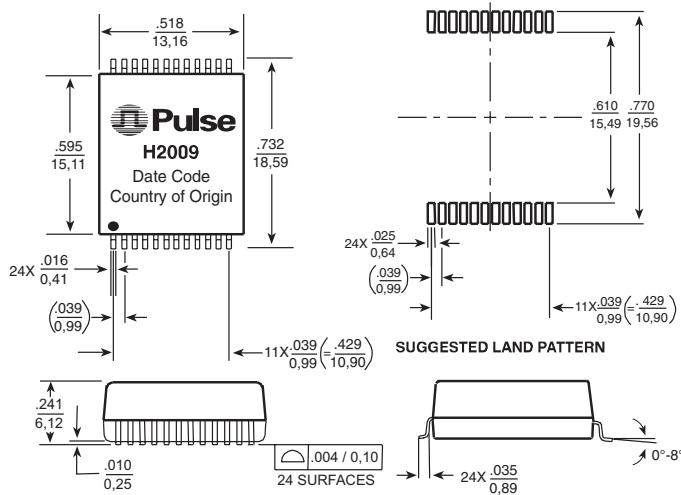 .518
13,16
Pulse
H2009
Date Code
Country of Origin
.595
15,11
.732
18,59
24X .016
0,41
(.039
0,99)
11X .039 (= .429
0,99 10,90)
.610
15,49
.770
19,56
24X .025
0,64
(.039
0,99)
11X .039 (= .429
0,99 10,90)
SUGGESTED LAND PATTERN
.241
6,12
.010
0,25
.004 / 0,10
24 SURFACES
24X .035
0,89
0°-8°